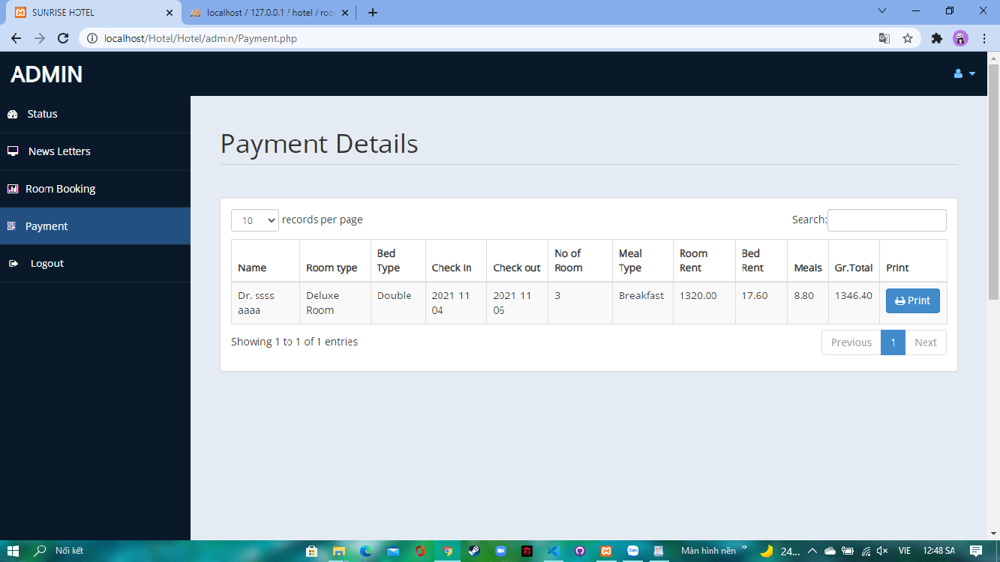 SUNRISE HOTEL
localhost / 127.0.0.1 / hotel / roo
localhost/Hotel/Hotel/admin/Payment.php
ADMIN
Status
News Letters
Room Booking
Payment
Logout
Payment Details
10 records per page
Search:
Name Room type Bed Type Check in Check out No of Room Meal Type Room Rent Bed Rent Meals Gr.Total Print
Dr. ssss aaaa Deluxe Room Double 2021-11-04 2021-11-06 3 Breakfast 1320.00 17.60 8.80 1346.40 Print
Showing 1 to 1 of 1 entries
Previous 1 Next
Nối kết
Zalo
Màn hình nền
24...
VIE
12:48 SA